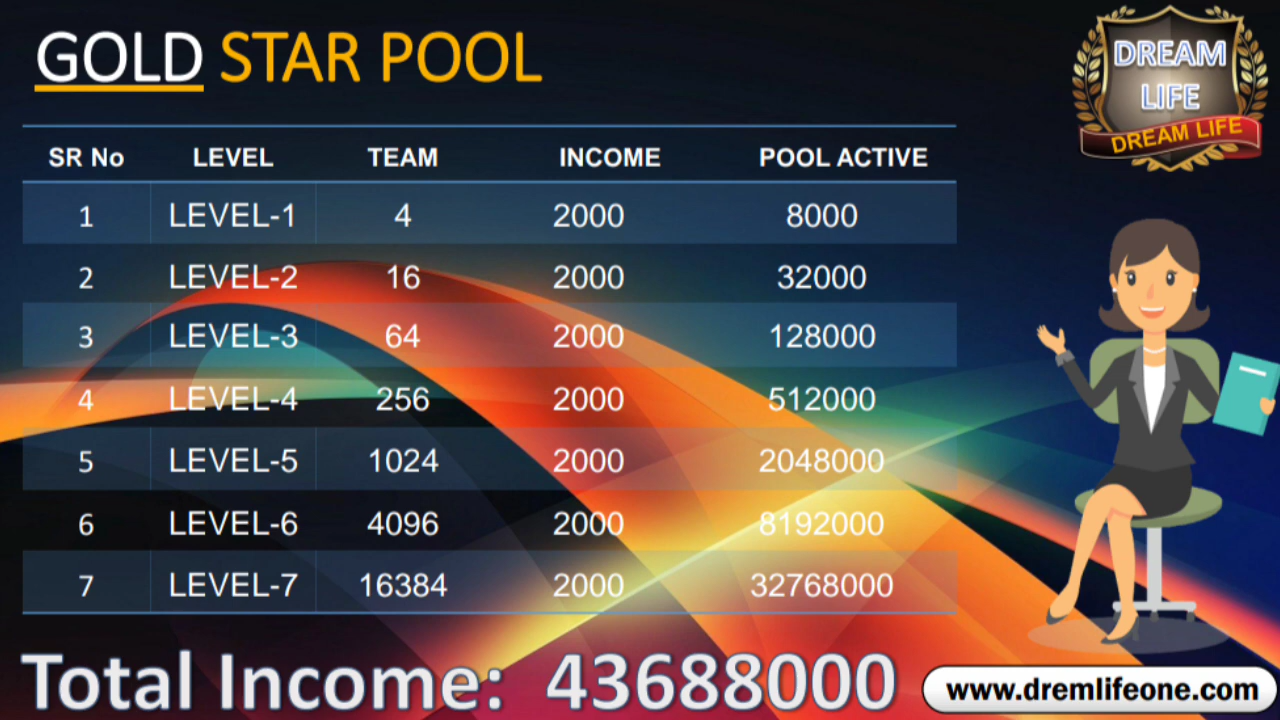 GOLD STAR POOL
DREAM
LIFE
DREAM LIFE
SR No LEVEL TEAM INCOME POOL ACTIVE
1 LEVEL-1 4 2000 8000
2 LEVEL-2 16 2000 32000
3 LEVEL-3 64 2000 128000
4 LEVEL-4 256 2000 512000
5 LEVEL-5 1024 2000 2048000
6 LEVEL-6 4096 2000 8192000
7 LEVEL-7 16384 2000 32768000
Total Income: 43688000
www.dremlifeone.com